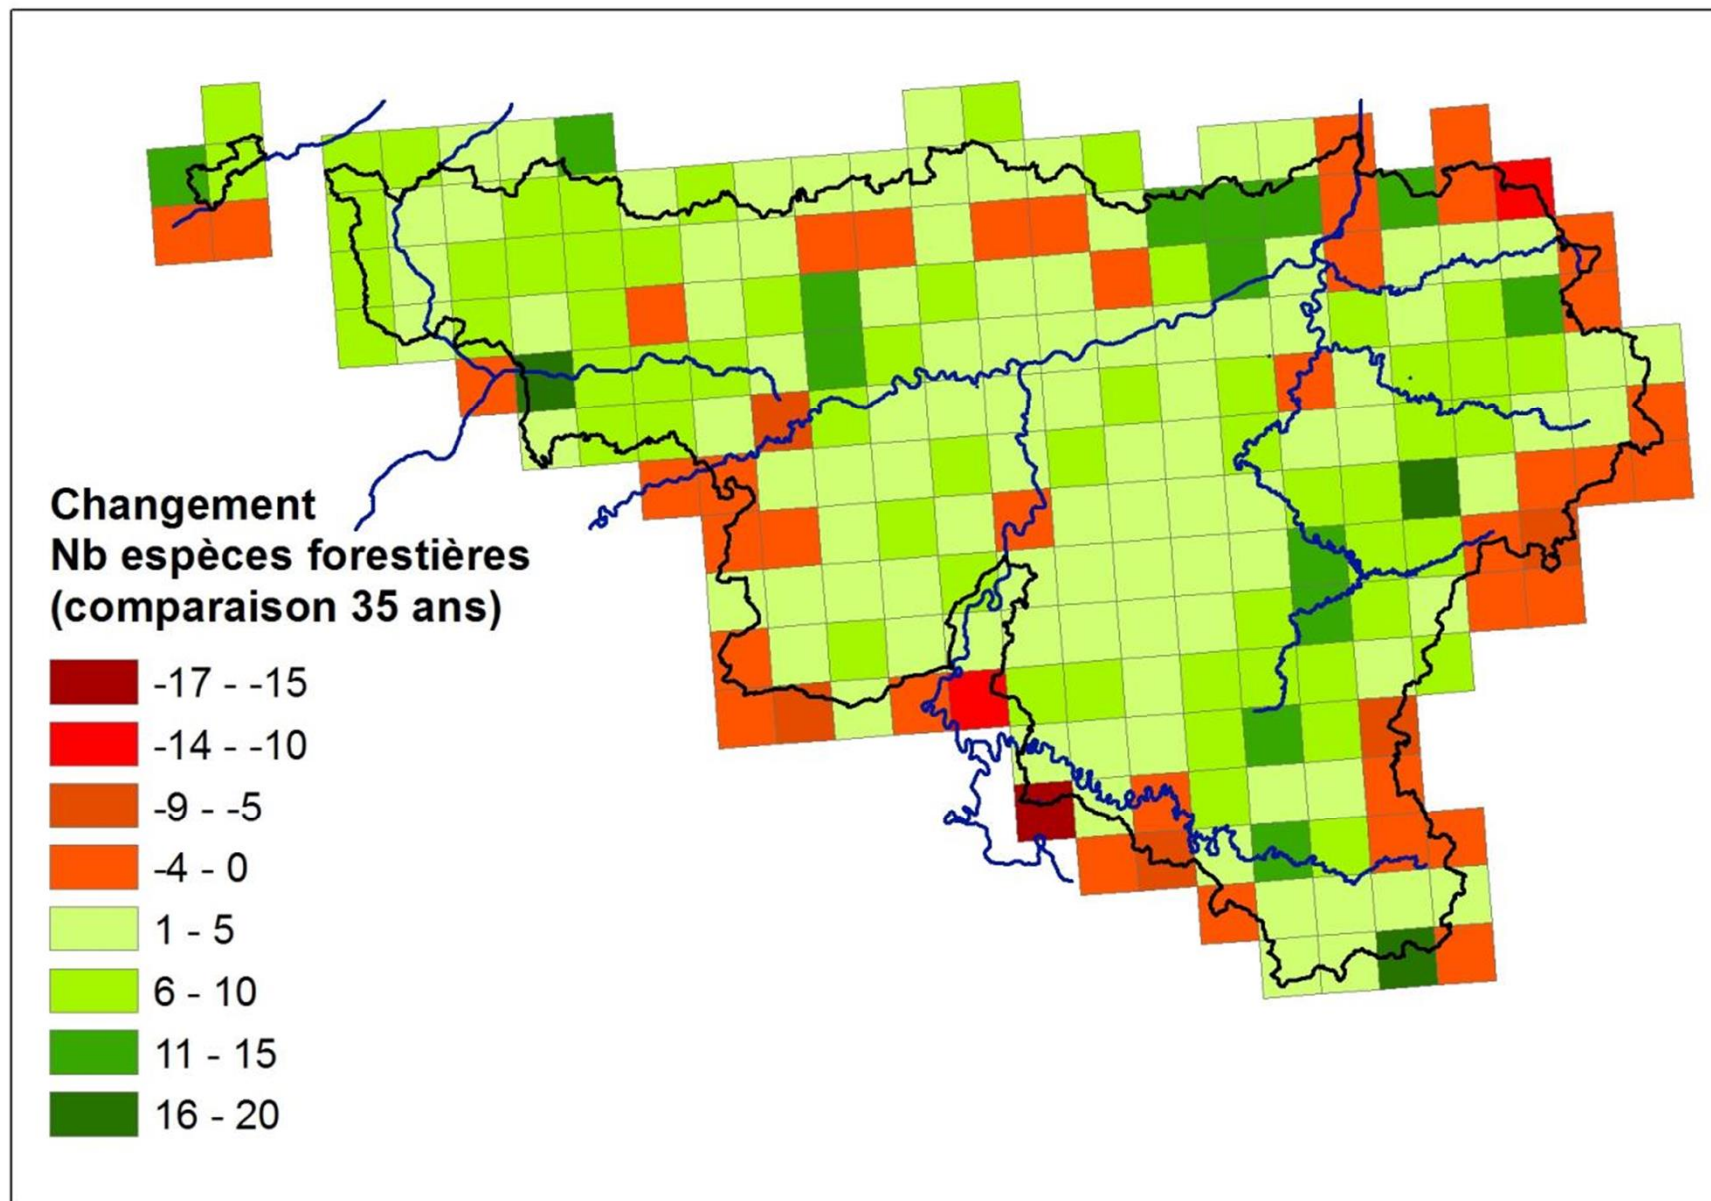 Changement
Nb espèces forestières
(comparaison 35 ans)
-17 - -15
-14 - -10
-9 - -5
-4 - 0
1 - 5
6 - 10
11 - 15
16 - 20